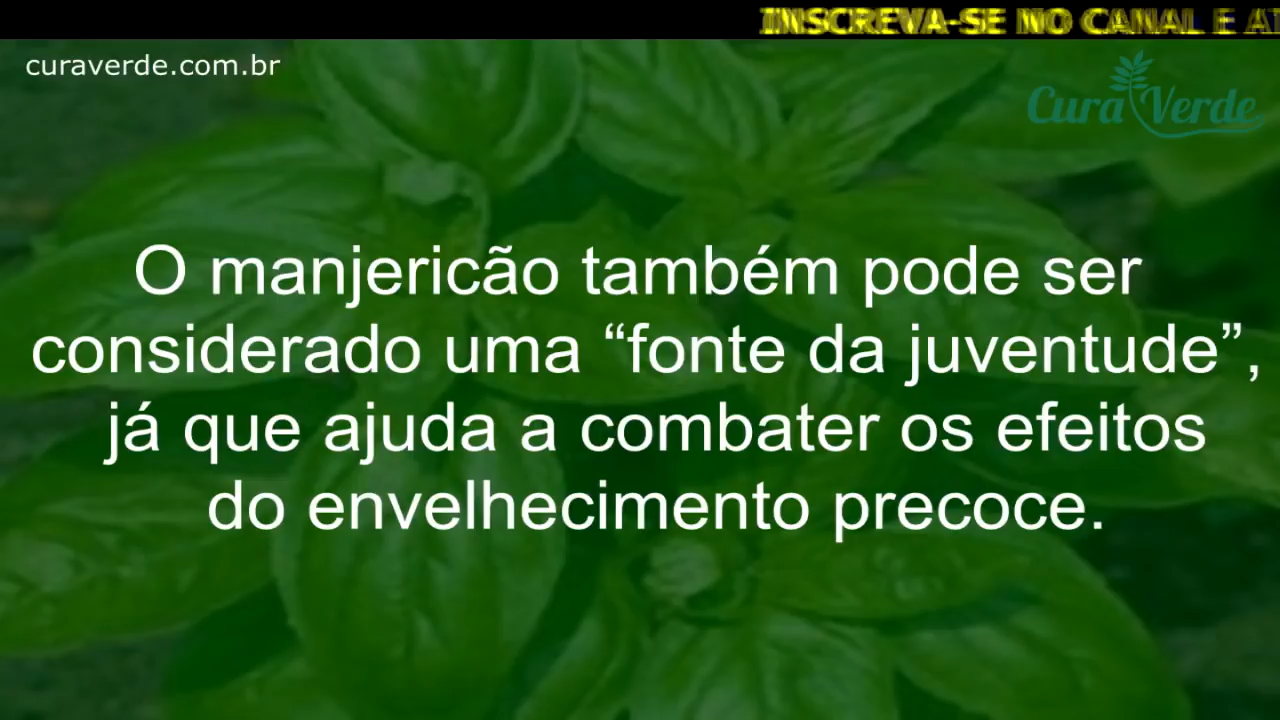 INSCREVA-SE NO CANAL E
curaverde.com.br
Cura Verde
O manjericão também pode ser
considerado uma “fonte da juventude”,
já que ajuda a combater os efeitos
do envelhecimento precoce.